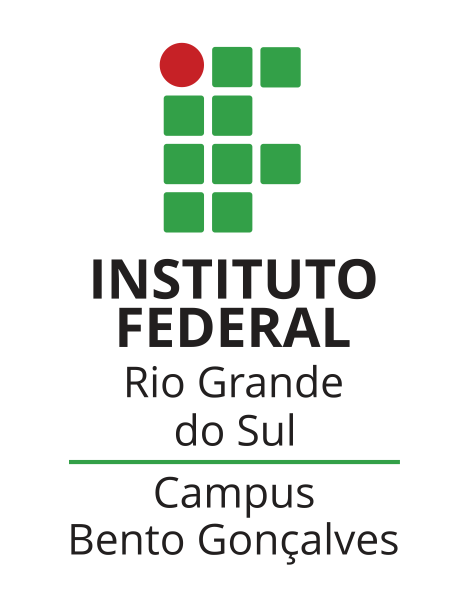 INSTITUTO
FEDERAL
Rio Grande
do Sul
Campus
Bento Gonçalves